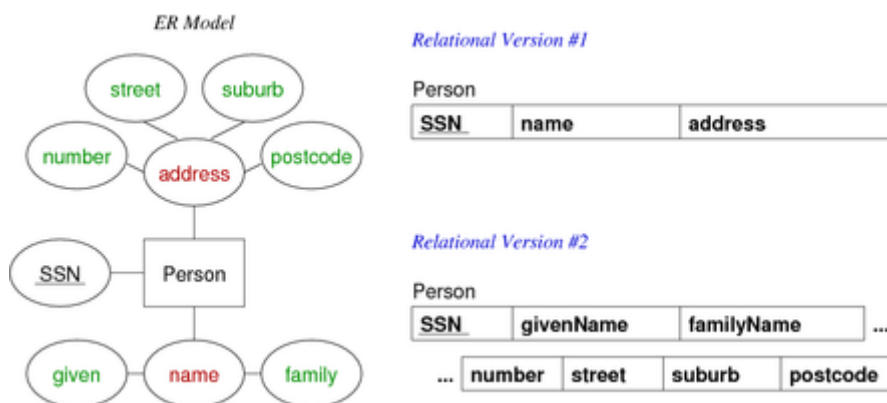 ER Model
street
suburb
number
postcode
address
SSN
Person
given
name
family
Relational Version #1
Person
SSN name address
Relational Version #2
Person
SSN givenName familyName ...
... number street suburb postcode